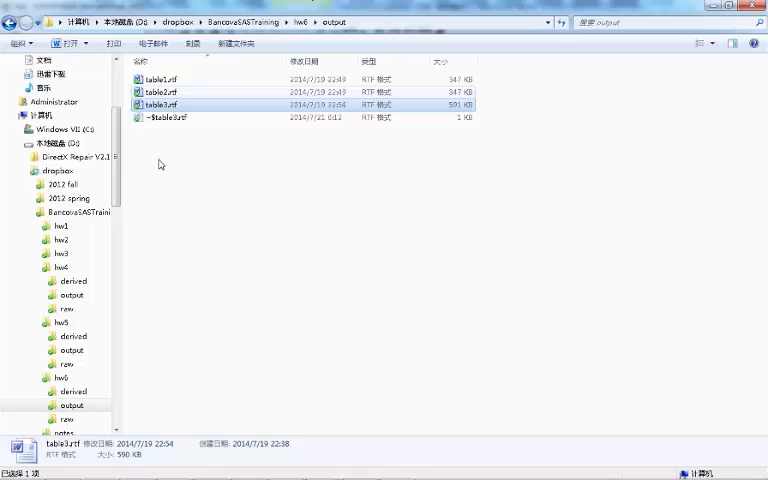 计算机 ▸ 本地磁盘 (D:) ▸ dropbox ▸ BancovaSASTraining ▸ hw6 ▸ output
搜索 output
组织 打开 打印 电子邮件 刻录 新建文件夹
名称 修改日期 类型 大小
table1.rtf 2014/7/19 22:49 RTF 格式 347 KB
table2.rtf 2014/7/19 22:49 RTF 格式 347 KB
table3.rtf 2014/7/19 22:54 RTF 格式 591 KB
~$table3.rtf 2014/7/21 0:12 RTF 格式 1 KB
文档
迅雷下载
音乐
Administrator
计算机
Windows VII (C:)
本地磁盘 (D:)
DirectX Repair V2.1
dropbox
2012 fall
2012 spring
BancovaSASTraini
hw1
hw2
hw3
hw4
derived
output
raw
hw5
derived
output
raw
hw6
derived
output
raw
notes
table3.rtf 修改日期: 2014/7/19 22:54 创建日期: 2014/7/19 22:38
RTF 格式 大小: 590 KB
已选择 1 项 计算机